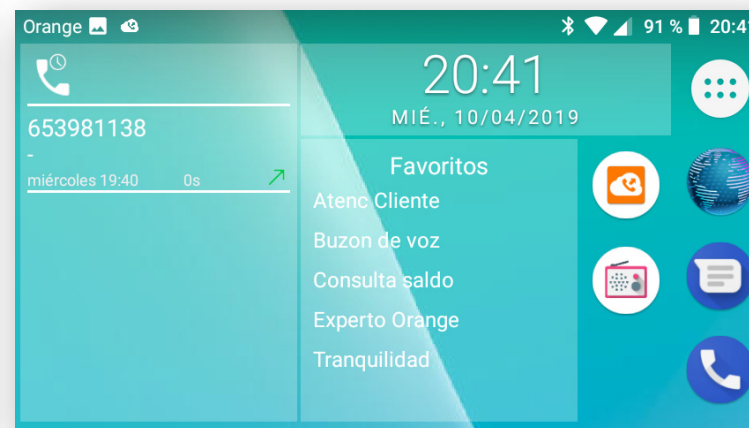 Orange 91 % 20:41
653981138
-
miércoles 19:40 0s
20:41
MIÉ., 10/04/2019
Favoritos
Atenc Cliente
Buzon de voz
Consulta saldo
Experto Orange
Tranquilidad